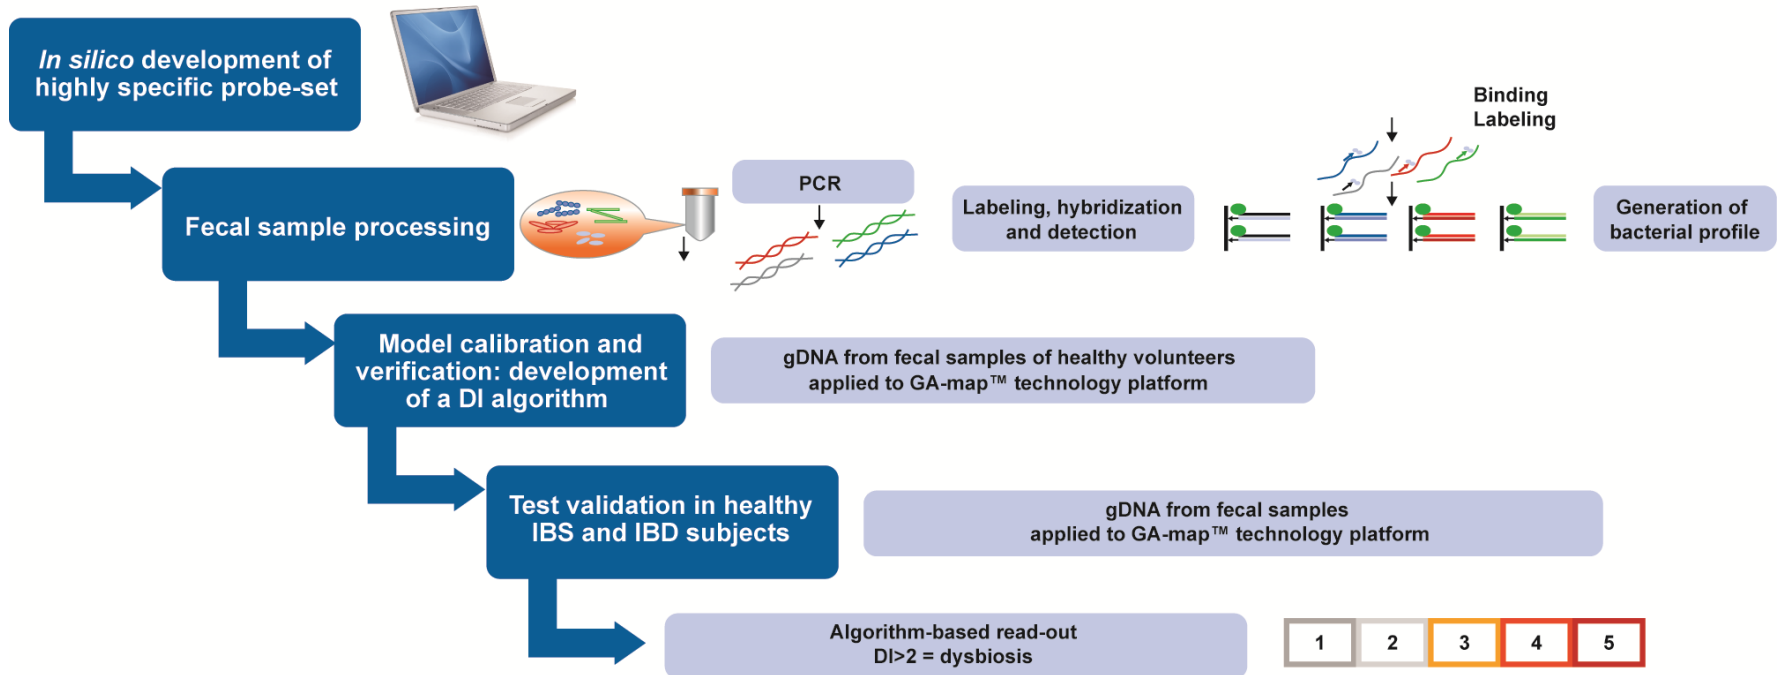 In silico development of
highly specific probe-set
Binding
Labeling
Fecal sample processing
PCR
Labeling, hybridization
and detection
Generation of
bacterial profile
Model calibration and
verification: development
of a DI algorithm
gDNA from fecal samples of healthy volunteers
applied to GA-map™ technology platform
Test validation in healthy
IBS and IBD subjects
gDNA from fecal samples
applied to GA-map™ technology platform
Algorithm-based read-out
DI>2 = dysbiosis
1 2 3 4 5